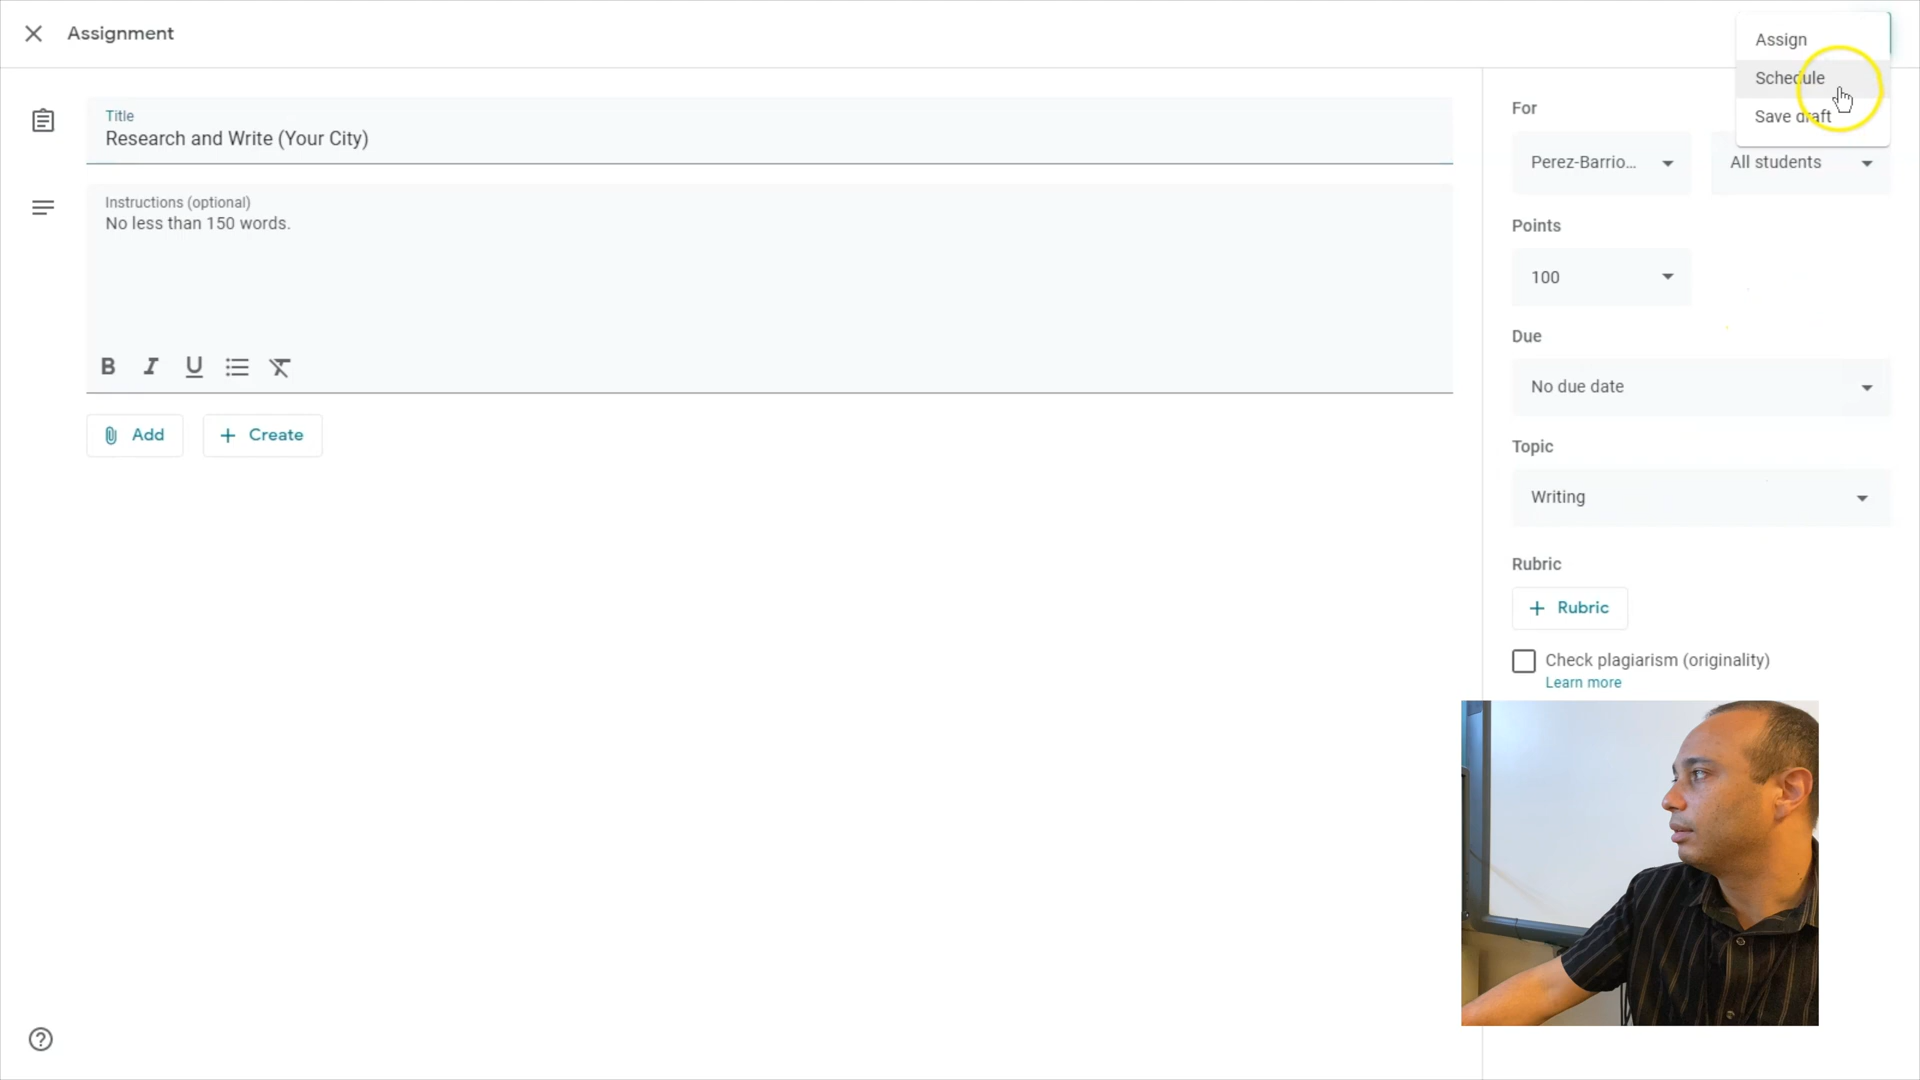 Assignment
Assign
Schedule
Save draft
Title
Research and Write (Your City)
Instructions (optional)
No less than 150 words.
B I U
Add
Create
For
Perez-Barrio...
All students
Points
100
Due
No due date
Topic
Writing
Rubric
Rubric
Check plagiarism (originality)
Learn more